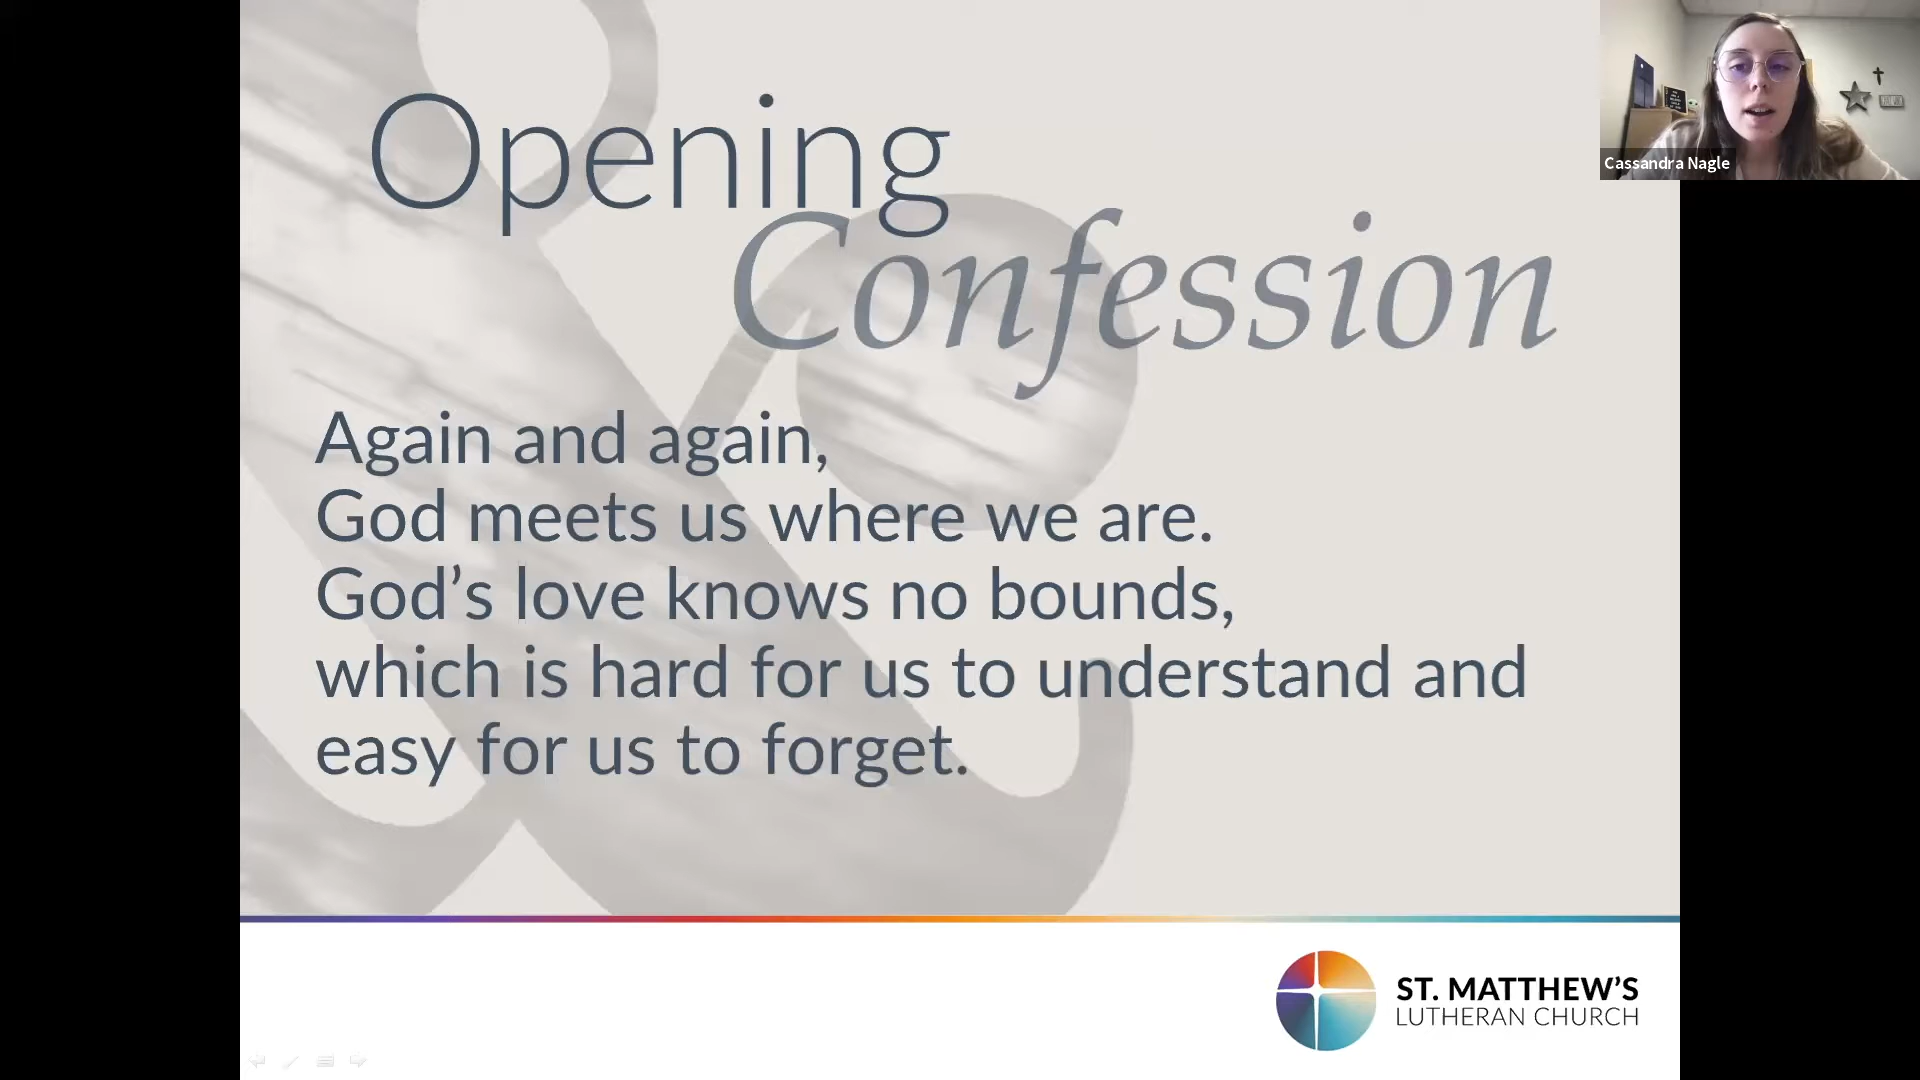 Opening
Confession
Again and again,
God meets us where we are.
God’s love knows no bounds,
which is hard for us to understand and
easy for us to forget.
ST. MATTHEW’S
LUTHERAN CHURCH
Cassandra Nagle